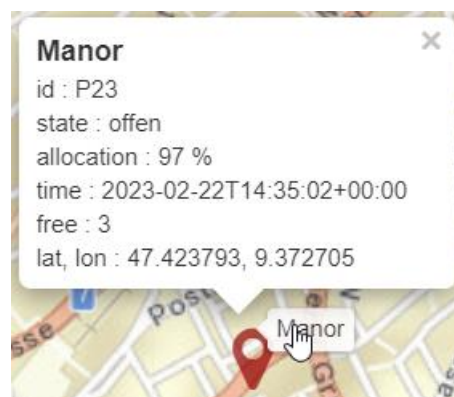 Manor
id : P23
state : offen
allocation : 97 %
time : 2023-02-22T14:35:02+00:00
free : 3
lat, lon : 47.423793, 9.372705
Manor